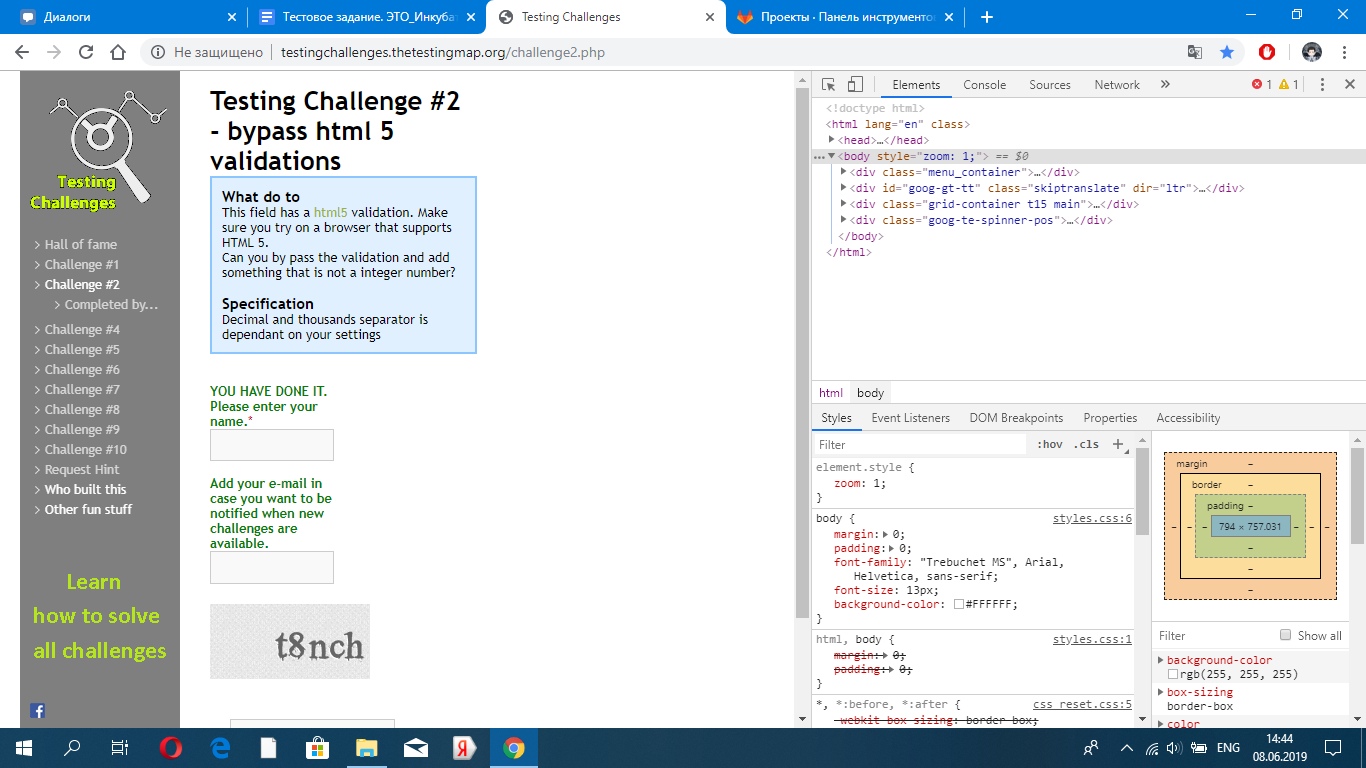 Диалоги
Тестовое задание. ЭТО_Инкубат
Testing Challenges
Проекты · Панель инструментов
Не защищено
testingchallenges.thetestingmap.org/challenge2.php
Testing
Challenges
> Hall of fame
> Challenge #1
> Challenge #2
> Completed by...
> Challenge #4
> Challenge #5
> Challenge #6
> Challenge #7
> Challenge #8
> Challenge #9
> Challenge #10
> Request Hint
> Who built this
> Other fun stuff
Learn
how to solve
all challenges
Testing Challenge #2
- bypass html 5
validations
What do to
This field has a html5 validation. Make
sure you try on a browser that supports
HTML 5.
Can you by pass the validation and add
something that is not a integer number?
Specification
Decimal and thousands separator is
dependant on your settings
YOU HAVE DONE IT.
Please enter your
name.*
Add your e-mail in
case you want to be
notified when new
challenges are
available.
t8nch
Elements Console Sources Network » 1 1
<!doctype html>
<html lang="en" class>
<head>…</head>
<body style="zoom: 1;"> == $0
<div class="menu_container">…</div>
<div id="goog-gt-tt" class="skiptranslate" dir="ltr">…</div>
<div class="grid-container t15 main">…</div>
<div class="goog-te-spinner-pos">…</div>
</body>
</html>
html body
Styles Event Listeners DOM Breakpoints Properties Accessibility
Filter :hov .cls +
element.style {
zoom: 1;
}
body { styles.css:6
margin: 0;
padding: 0;
font-family: "Trebuchet MS", Arial,
Helvetica, sans-serif;
font-size: 13px;
background-color: #FFFFFF;
}
html, body { styles.css:1
margin: 0;
padding: 0;
}
*, *:before, *:after { css_reset.css:5
-webkit-box-sizing: border-box;
margin –
border –
padding –
– – – 794 × 757.031 – – –
–
–
–
Filter Show all
background-color
rgb(255, 255, 255)
box-sizing
border-box
color
ENG
14:44
08.06.2019